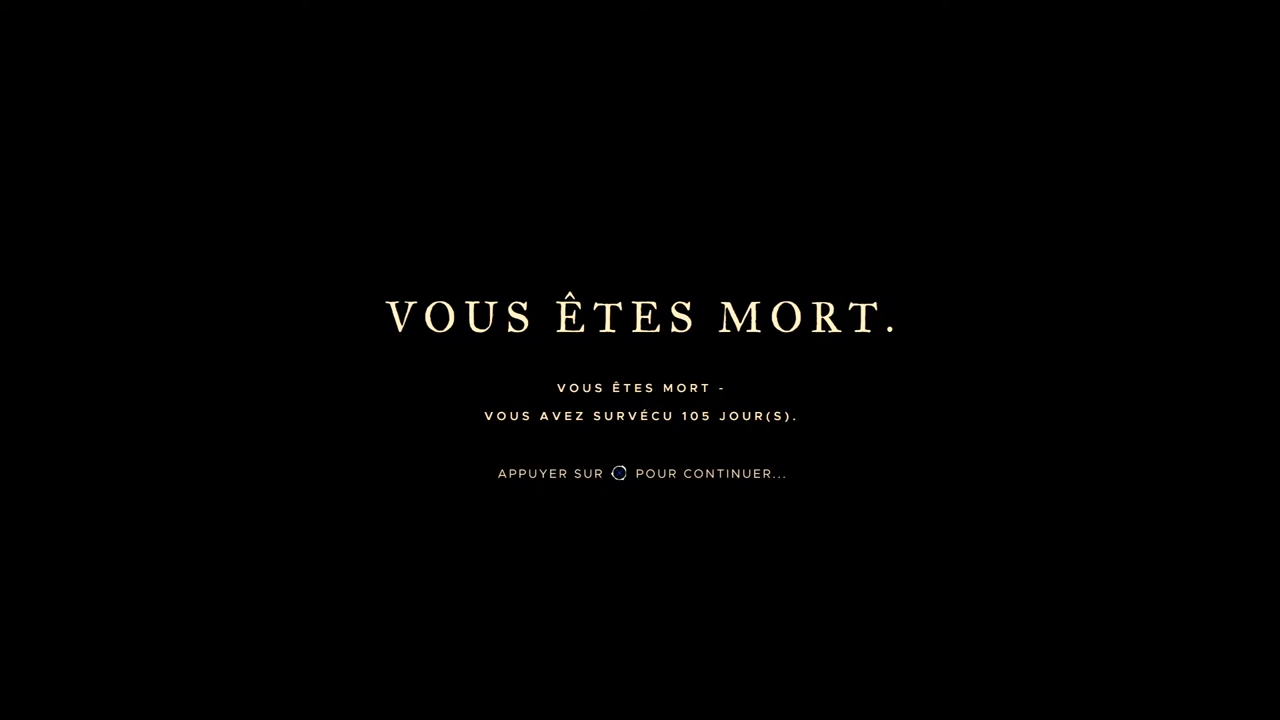 VOUS ÊTES MORT.
VOUS ÊTES MORT -
VOUS AVEZ SURVÉCU 105 JOUR(S).
APPUYER SUR POUR CONTINUER...